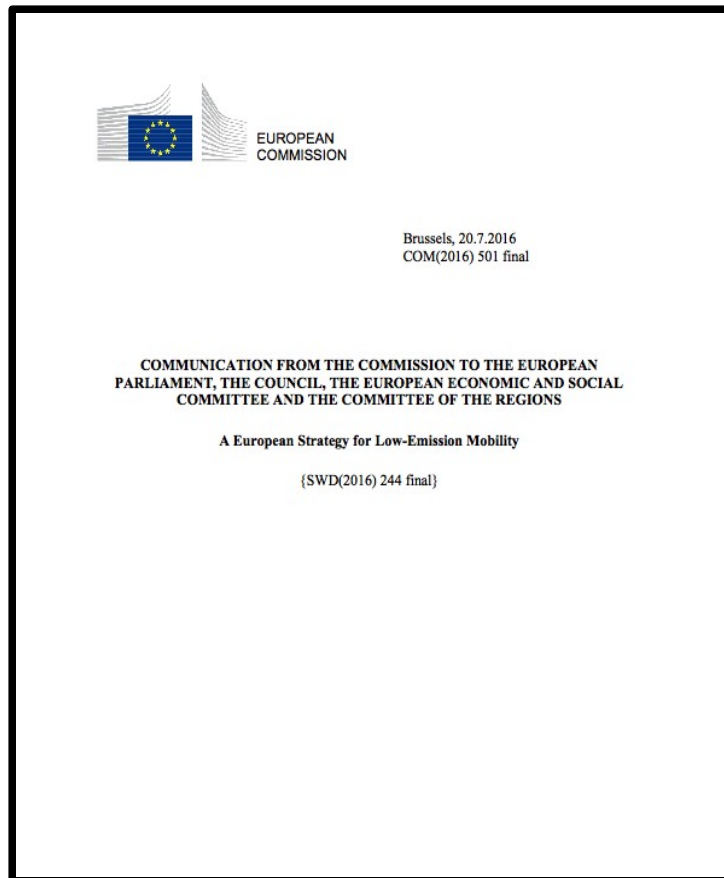 EUROPEAN
COMMISSION
Brussels, 20.7.2016
COM(2016) 501 final
COMMUNICATION FROM THE COMMISSION TO THE EUROPEAN
PARLIAMENT, THE COUNCIL, THE EUROPEAN ECONOMIC AND SOCIAL
COMMITTEE AND THE COMMITTEE OF THE REGIONS
A European Strategy for Low-Emission Mobility
{SWD(2016) 244 final}